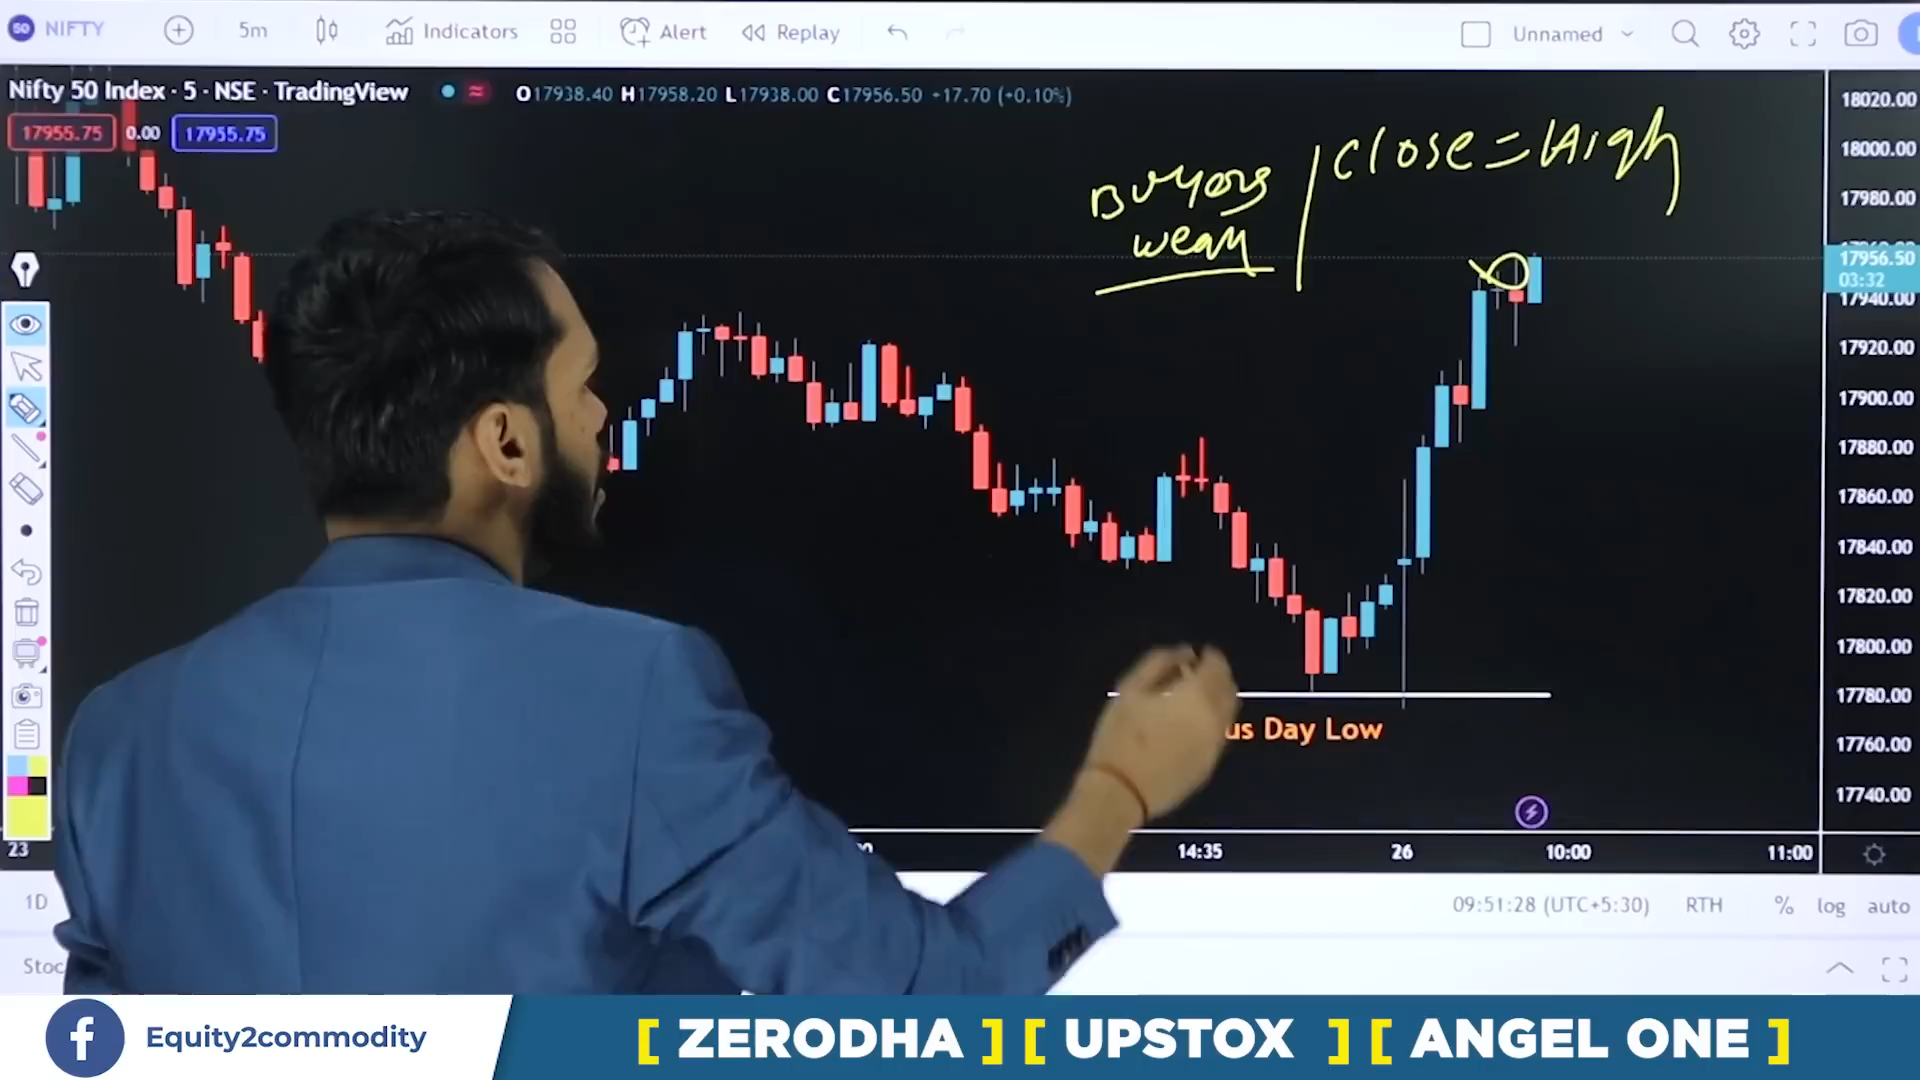 50 NIFTY 5m Indicators Alert Replay Unnamed
Nifty 50 Index · 5 · NSE · TradingView O17938.40 H17958.20 L17938.00 C17956.50 +17.70 (+0.10%)
17955.75 0.00 17955.75
Buyers
weak
close = High
18020.00
18000.00
17980.00
17956.50
03:32
17940.00
17920.00
17900.00
17880.00
17860.00
17840.00
17820.00
17800.00
17780.00
17760.00
17740.00
us Day Low
23 14:35 26 10:00 11:00
1D 09:51:28 (UTC+5:30) RTH % log auto
Stoc
f Equity2commodity
[ ZERODHA ] [ UPSTOX ] [ ANGEL ONE ]